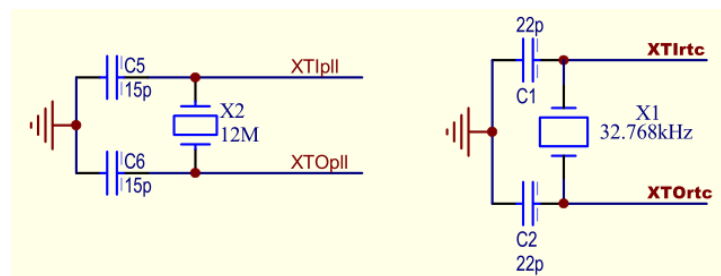 C5
15p
XTIpll
X2
12M
C6
15p
XTOpll
22p
C1
XTIrtc
X1
32.768kHz
C2
22p
XTOrtc